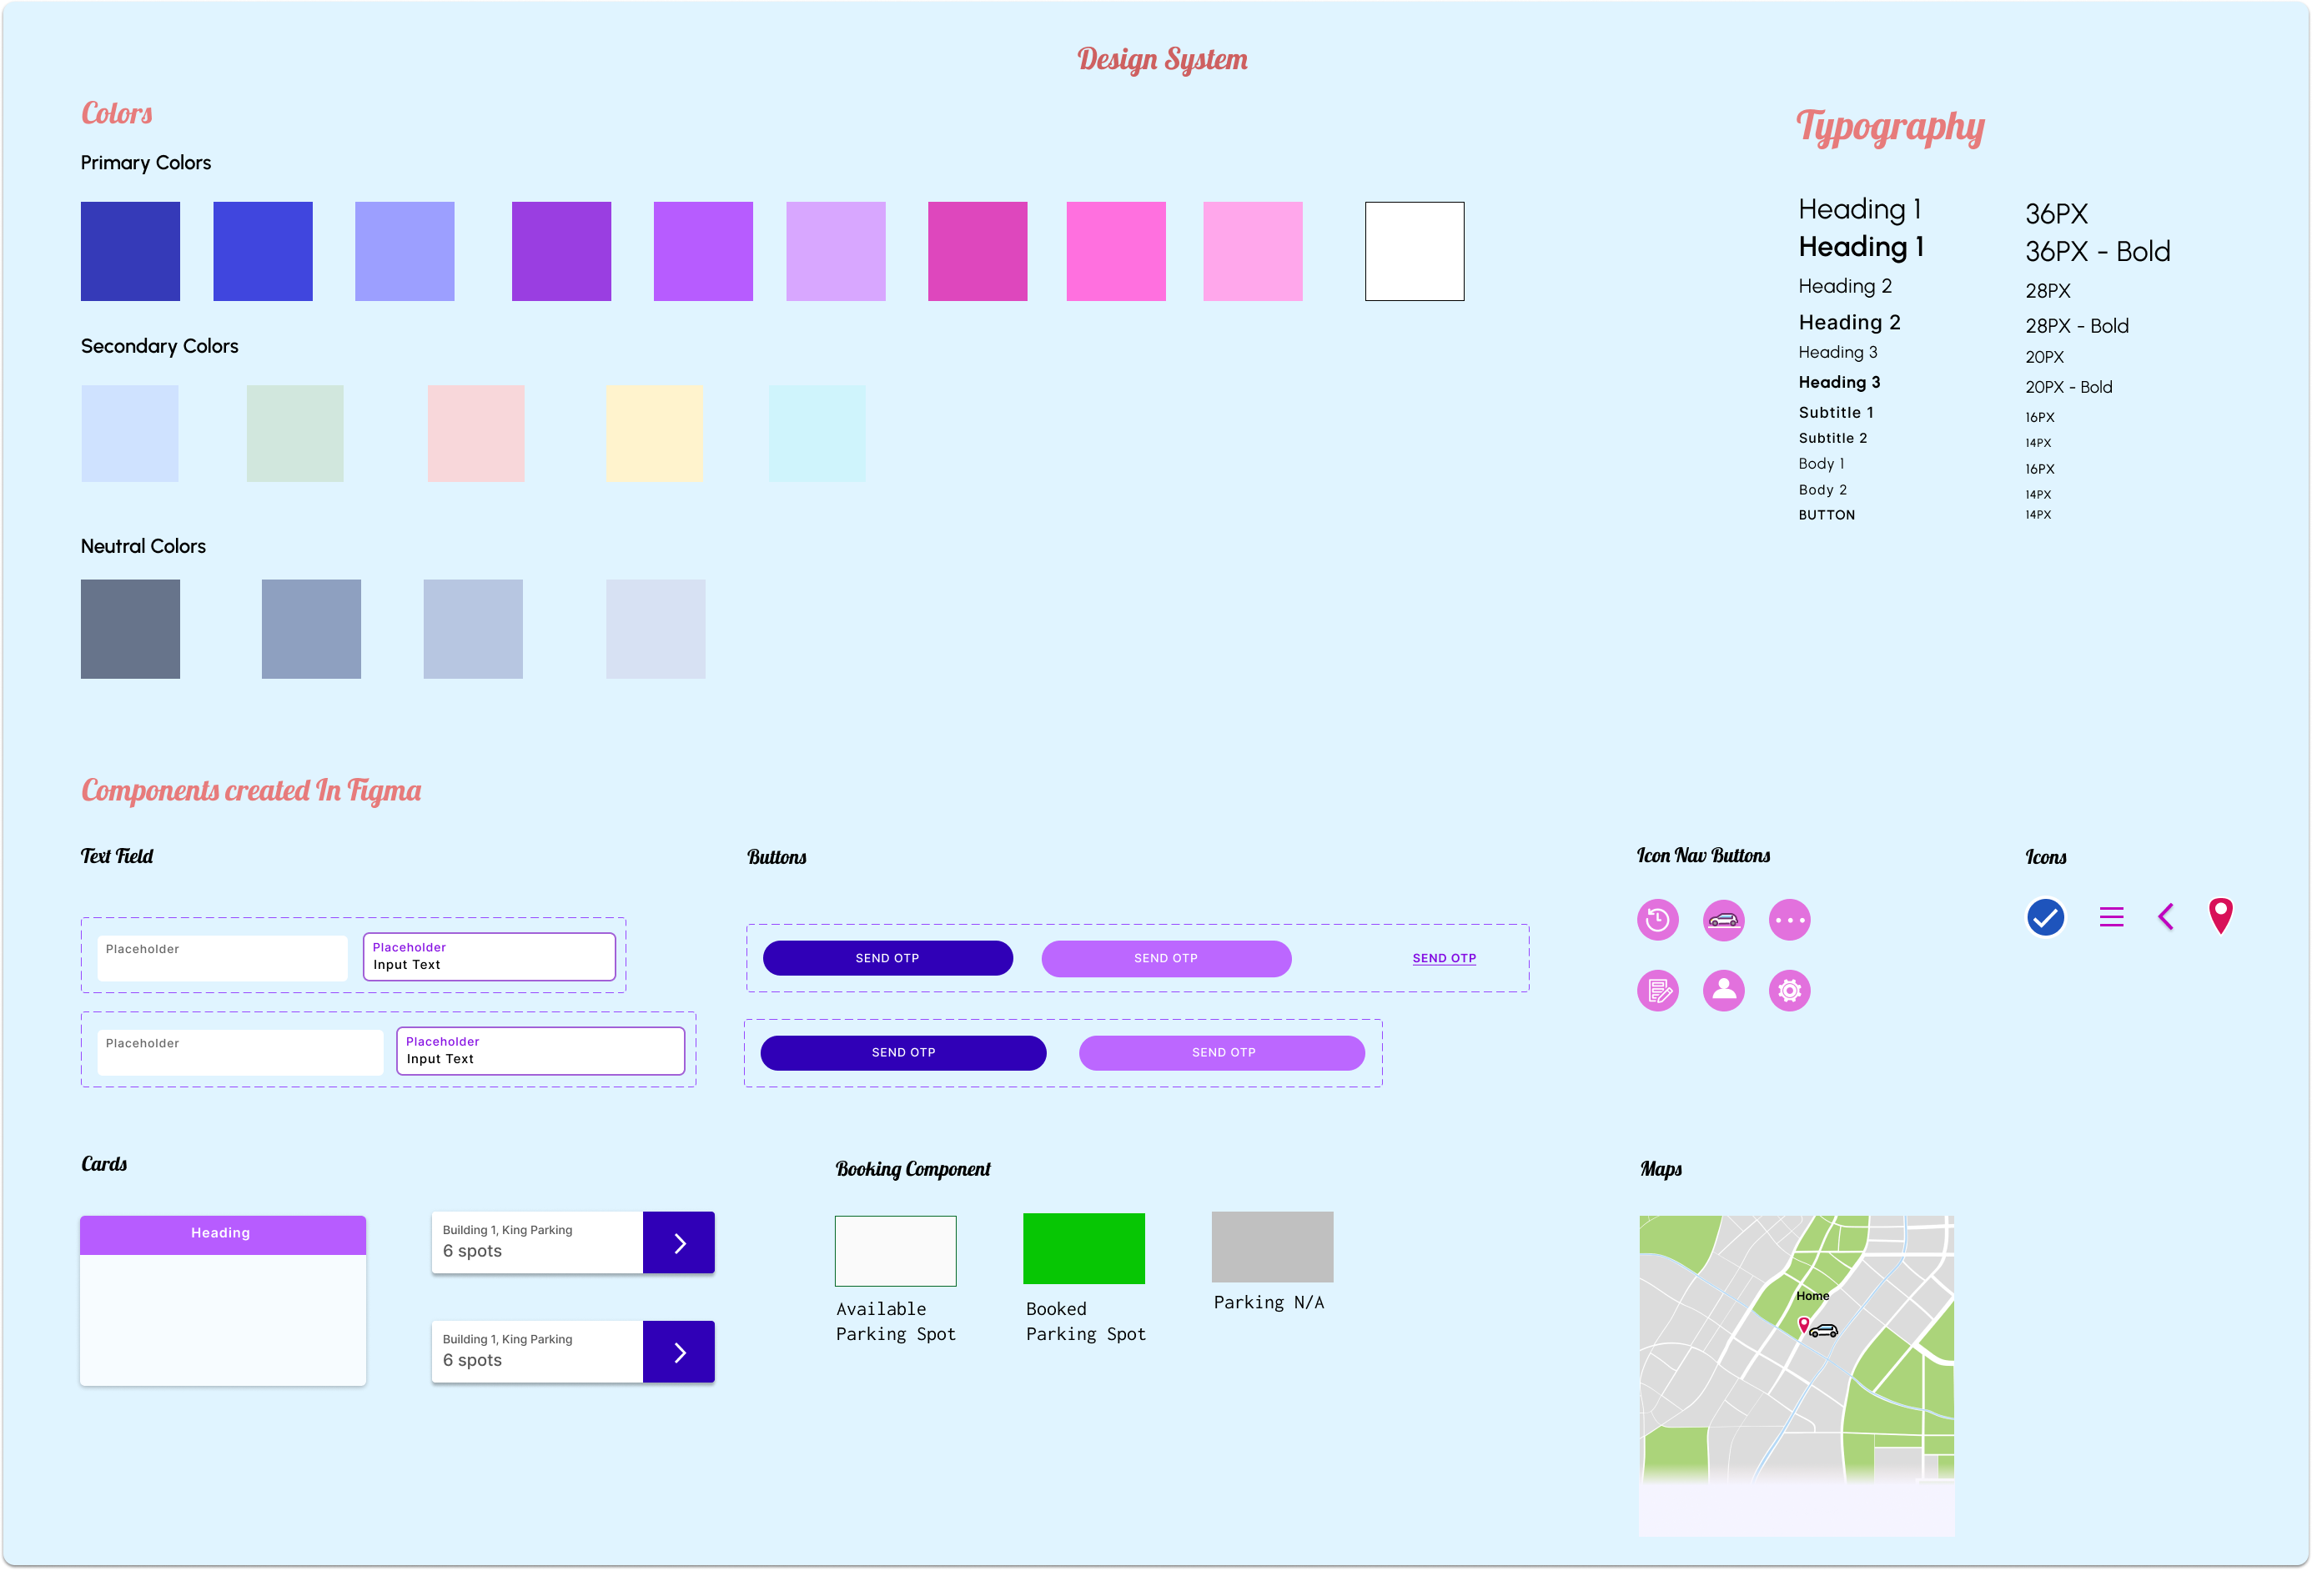 Design System
Colors
Primary Colors
Secondary Colors
Neutral Colors
Typography
Heading 1 36PX
Heading 1 36PX - Bold
Heading 2 28PX
Heading 2 28PX - Bold
Heading 3 20PX
Heading 3 20PX - Bold
Subtitle 1 16PX
Subtitle 2 14PX
Body 1 16PX
Body 2 14PX
BUTTON 14PX
Components created In Figma
Text Field
Placeholder
Placeholder
Input Text
Placeholder
Placeholder
Input Text
Buttons
SEND OTP
SEND OTP
SEND OTP
SEND OTP
SEND OTP
Icon Nav Buttons
Icons
Cards
Heading
Building 1, King Parking
6 spots
Building 1, King Parking
6 spots
Booking Component
Available
Parking Spot
Booked
Parking Spot
Parking N/A
Maps
Home